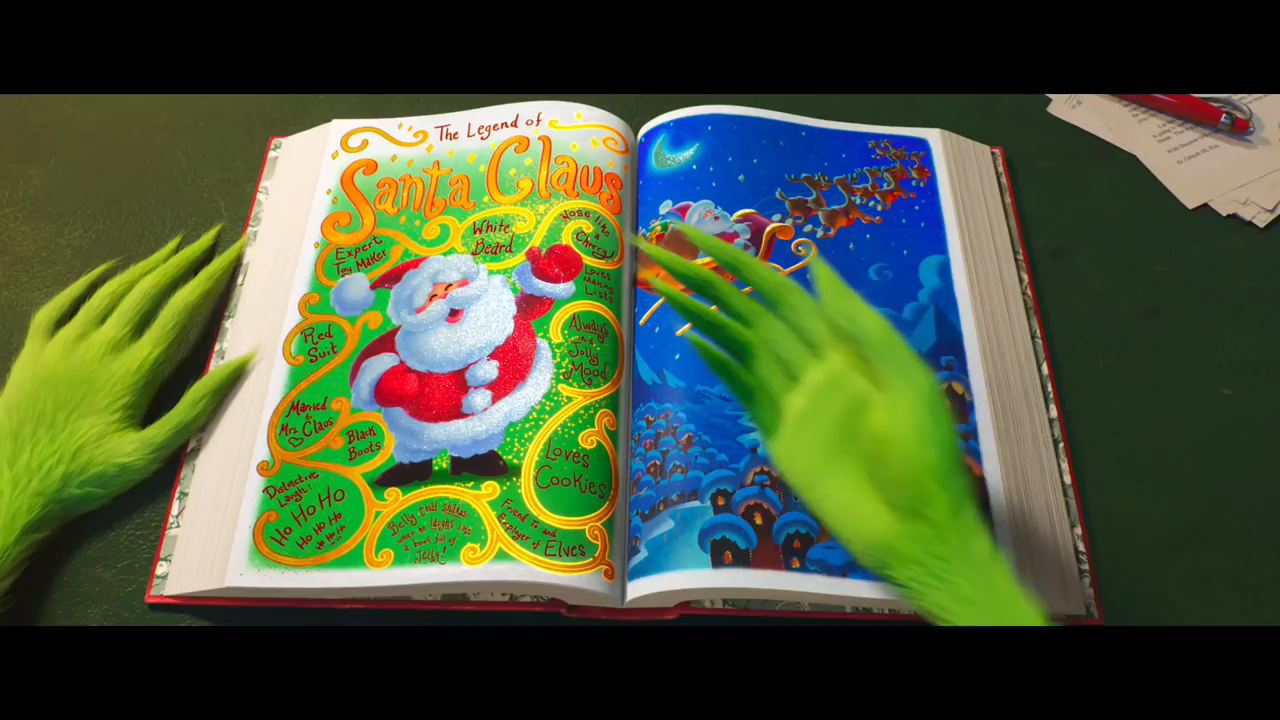 The Legend of
Santa Claus
Expert
Toy Maker
White
Beard
Nose like
a
Cherry
Loves
Making
Lists
Red
Suit
Always
in a
Jolly
Mood
Married
to
Mrs Claus
Black
Boots
Loves
Cookies
Distinctive
Laugh:
Ho Ho Ho
Ho Ho Ho
Ho Ho Ho
Belly that shakes
when he laughs like
a bowl full of
Jelly!
Friend To and
Employer of
Elves